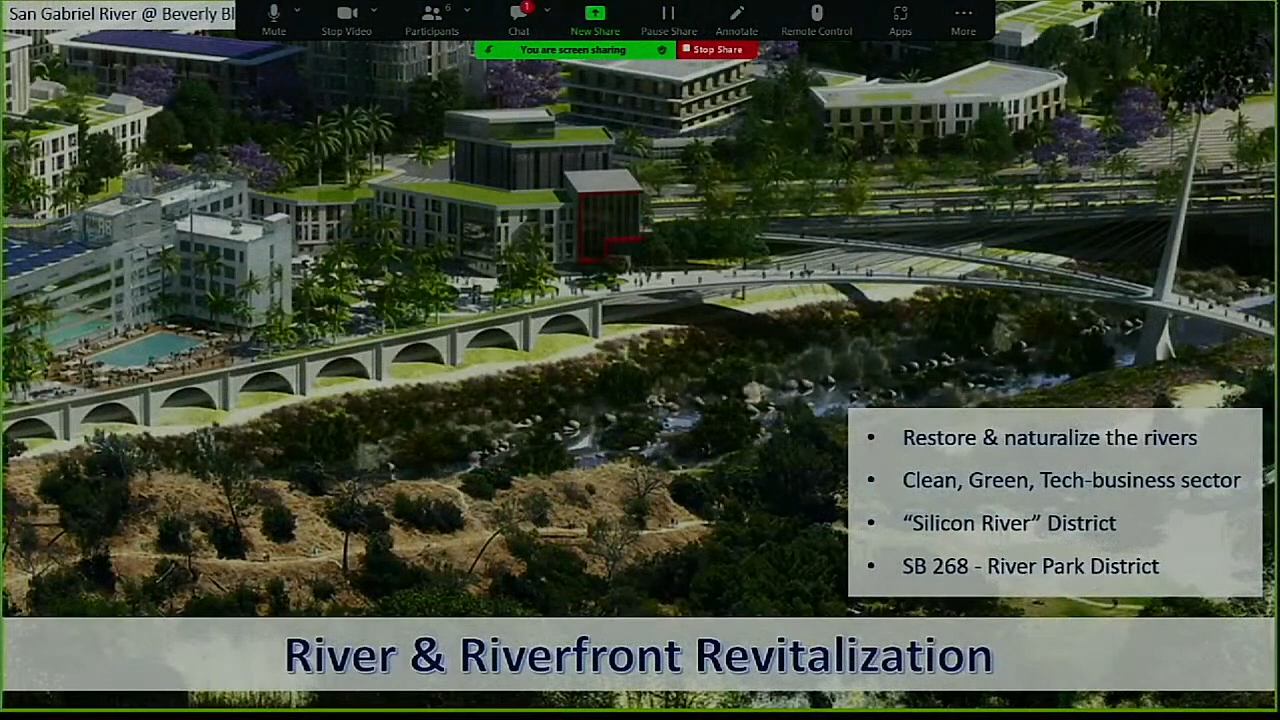 San Gabriel River @ Beverly Bl
6
1
Mute
Stop Video
Participants
Chat
New Share
Pause Share
Annotate
Remote Control
Apps
More
You are screen sharing
Stop Share
• Restore & naturalize the rivers
• Clean, Green, Tech-business sector
• “Silicon River” District
• SB 268 - River Park District
River & Riverfront Revitalization